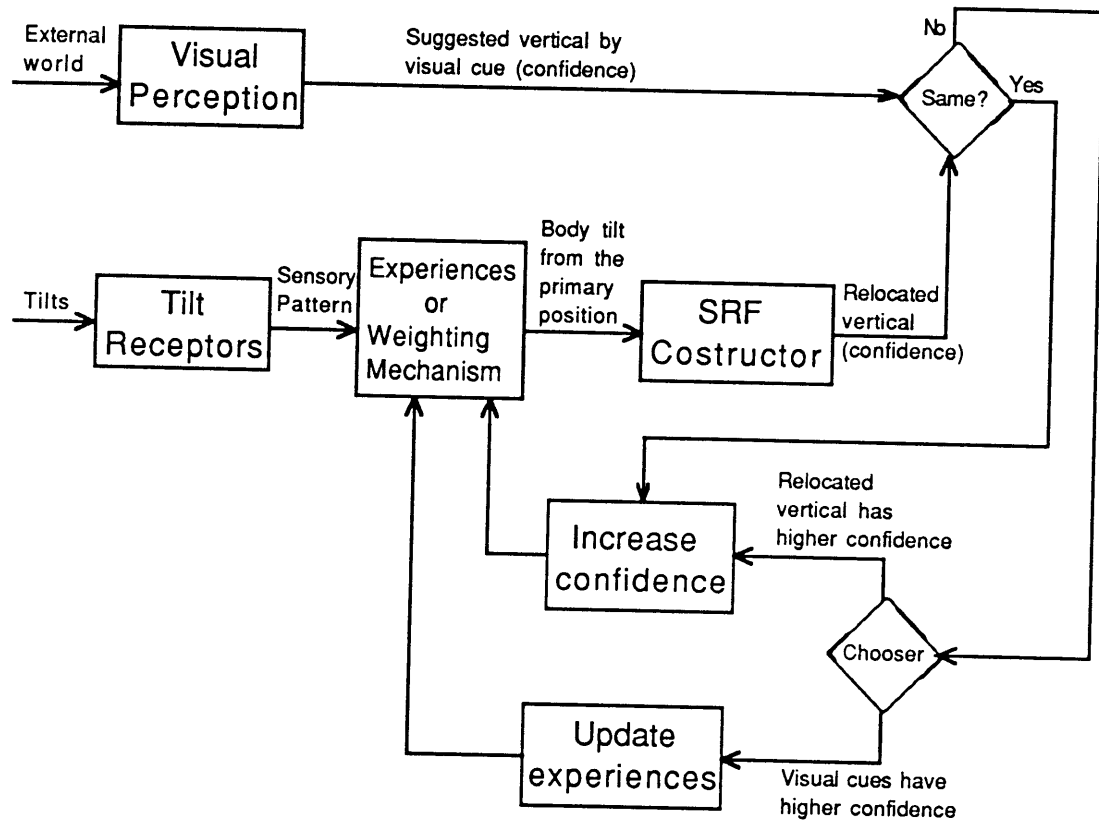 External
world
Visual
Perception
Suggested vertical by
visual cue (confidence)
No
Same?
Yes
Tilts
Tilt
Receptors
Sensory
Pattern
Experiences
or
Weighting
Mechanism
Body tilt
from the
primary
position
SRF
Costructor
Relocated
vertical
(confidence)
Increase
confidence
Relocated
vertical has
higher confidence
Chooser
Update
experiences
Visual cues have
higher confidence